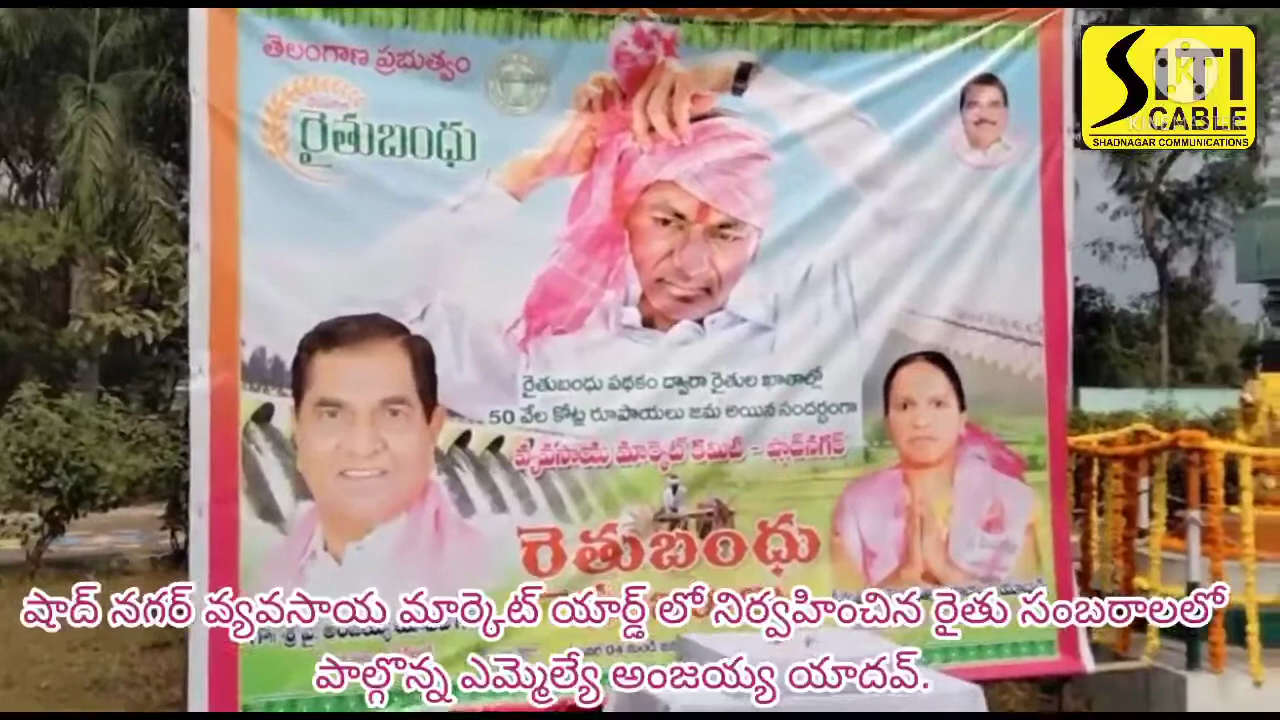 తెలంగాణ ప్రభుత్వం
రైతుబంధు
SITI
CABLE
KINEMASTER
SHADNAGAR COMMUNICATIONS
రైతుబంధు పథకం ద్వారా రైతుల ఖాతాల్లో
50 వేల కోట్ల రూపాయలు జమ అయిన సందర్భంగా
వ్యవసాయ మార్కెట్ కమిటీ - షాద్‌నగర్
రైతుబంధు
షాద్ నగర్ వ్యవసాయ మార్కెట్ యార్డ్ లో నిర్వహించిన రైతు సంబరాలలో
పాల్గొన్న ఎమ్మెల్యే అంజయ్య యాదవ్.